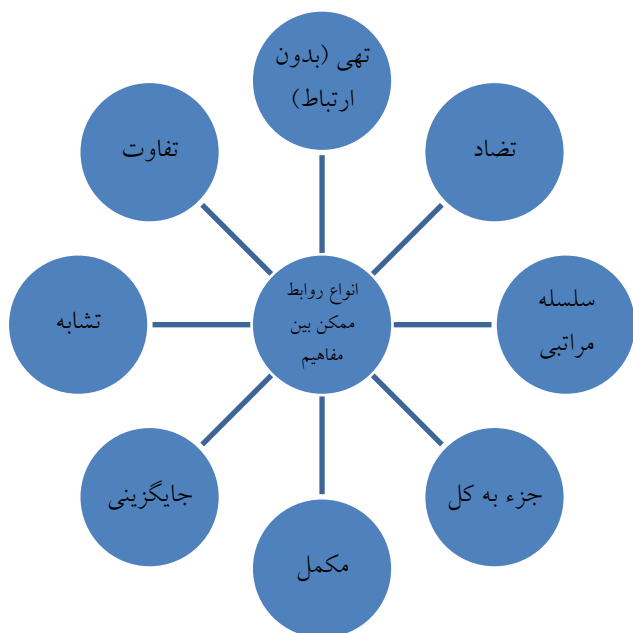 تهی (بدون
ارتباط)
تضاد
سلسله
مراتبی
جزء به کل
مکمل
جایگزینی
تشابه
تفاوت
انواع روابط
ممکن بین
مفاهیم